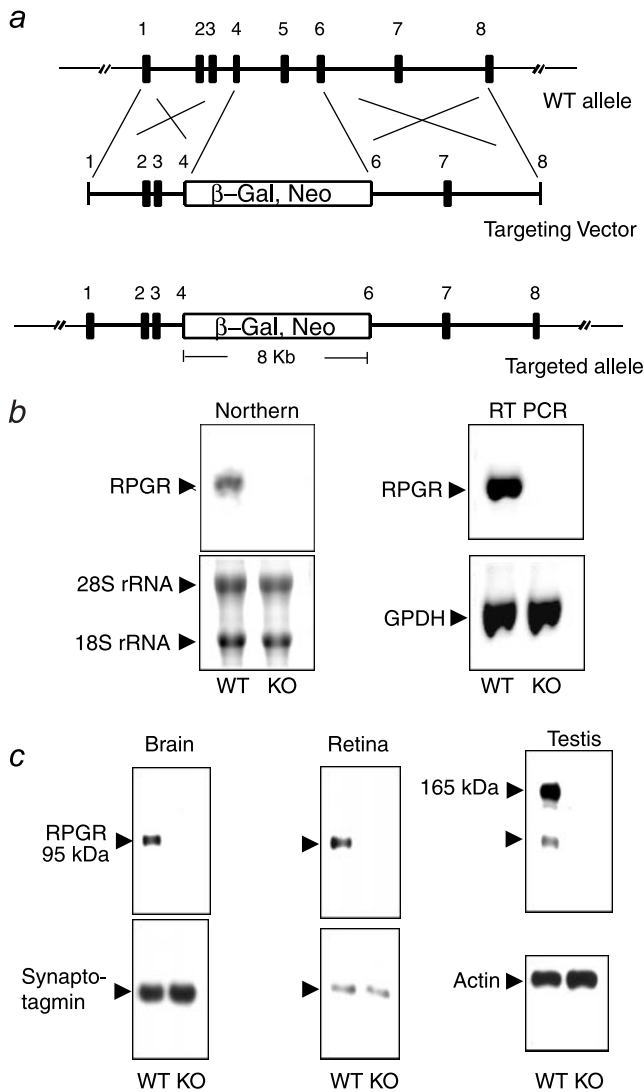 a
1 2 3 4 5 6 7 8
WT allele
1 2 3 4 6 7 8
β–Gal, Neo
Targeting Vector
1 2 3 4 6 7 8
β–Gal, Neo
8 Kb
Targeted allele
b
Northern
RPGR
28S rRNA
18S rRNA
WT KO
RT PCR
RPGR
GPDH
WT KO
c
Brain
RPGR
95 kDa
Synapto-
tagmin
WT KO
Retina
WT KO
Testis
165 kDa
Actin
WT KO